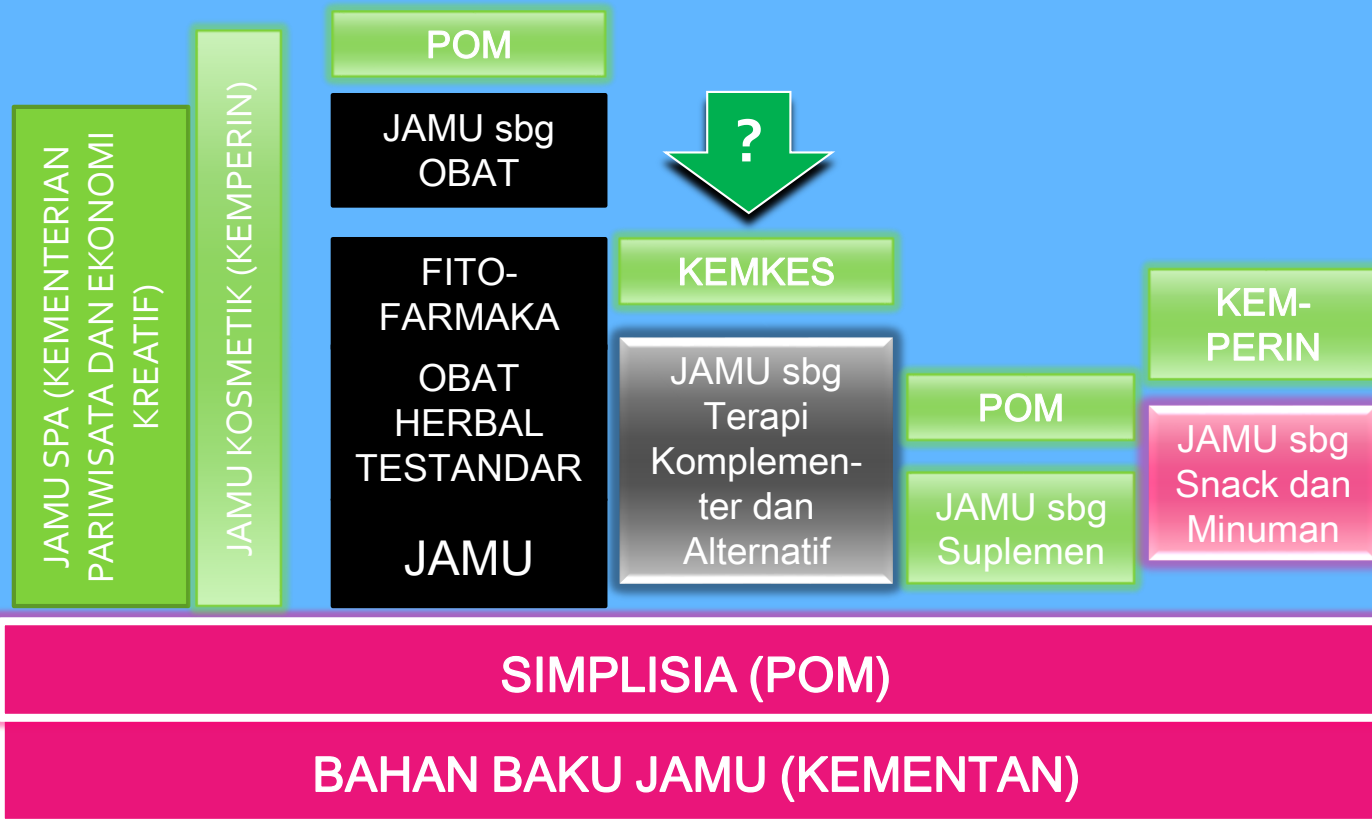 JAMU SPA (KEMENTERIAN
PARIWISATA DAN EKONOMI
KREATIF)
JAMU KOSMETIK (KEMPERIN)
POM
JAMU sbg
OBAT
FITO-
FARMAKA
OBAT
HERBAL
TESTANDAR
JAMU
?
KEMKES
JAMU sbg
Terapi
Komplemen-
ter dan
Alternatif
POM
JAMU sbg
Suplemen
KEM-
PERIN
JAMU sbg
Snack dan
Minuman
SIMPLISIA (POM)
BAHAN BAKU JAMU (KEMENTAN)